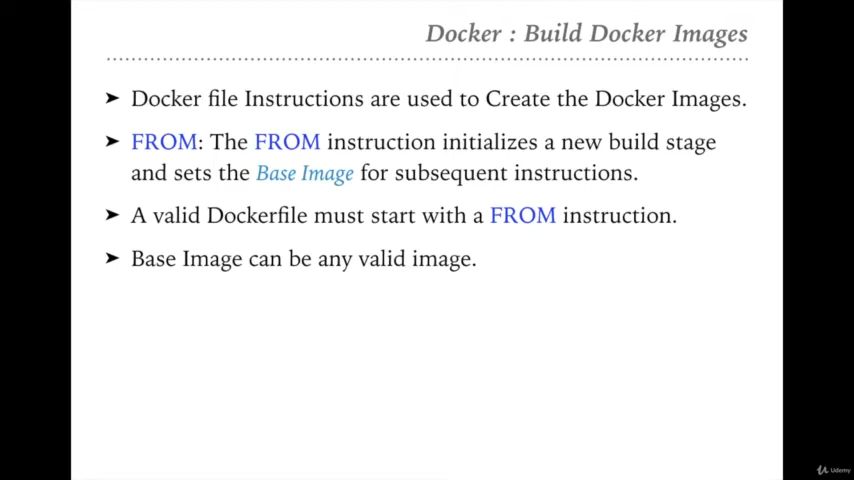 Docker : Build Docker Images
➤ Docker file Instructions are used to Create the Docker Images.
➤ FROM: The FROM instruction initializes a new build stage
and sets the Base Image for subsequent instructions.
➤ A valid Dockerfile must start with a FROM instruction.
➤ Base Image can be any valid image.
Udemy